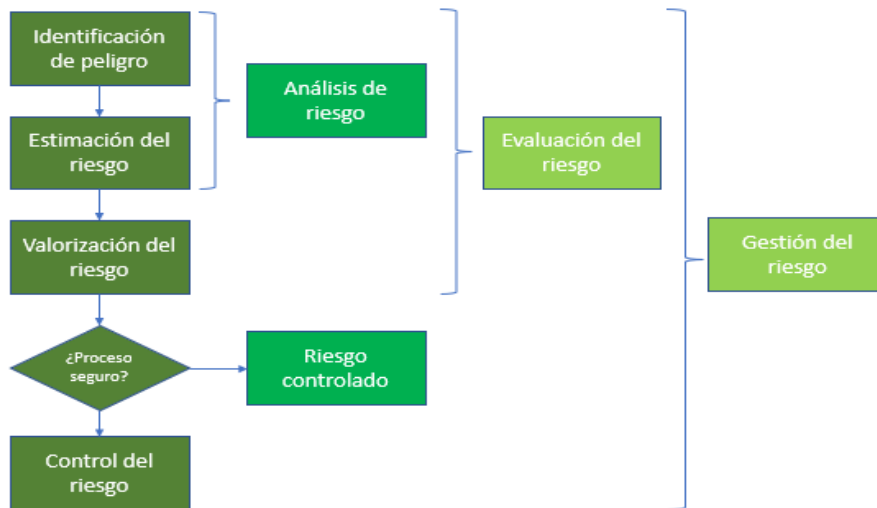 Identificación
de peligro
Análisis de
riesgo
Estimación del
riesgo
Evaluación del
riesgo
Valorización del
riesgo
Gestión del
riesgo
¿Proceso
seguro?
Riesgo
controlado
Control del
riesgo